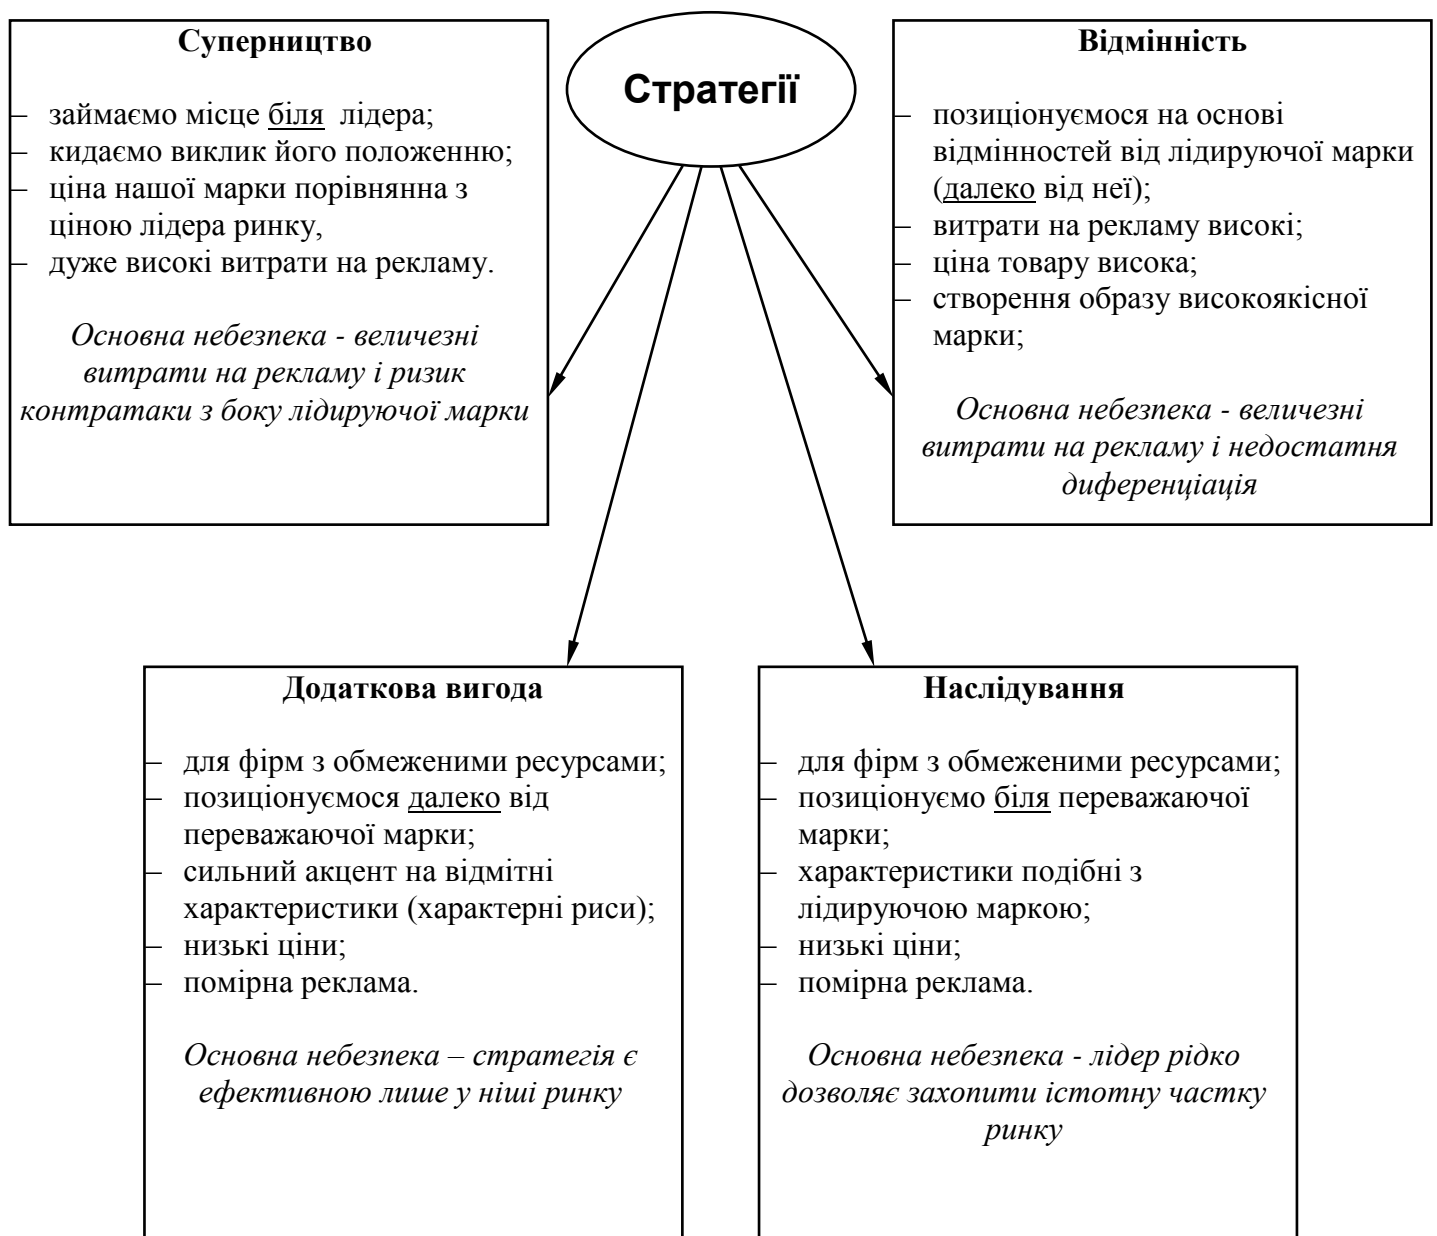 Стратегії
Суперництво
– займаємо місце біля лідера;
– кидаємо виклик його положенню;
– ціна нашої марки порівнянна з
ціною лідера ринку,
– дуже високі витрати на рекламу.
Основна небезпека - величезні
витрати на рекламу і ризик
контратаки з боку лідируючої марки
Відмінність
– позиціонуємося на основі
відмінностей від лідируючої марки
(далеко від неї);
– витрати на рекламу високі;
– ціна товару висока;
– створення образу високоякісної
марки;
Основна небезпека - величезні
витрати на рекламу і недостатня
диференціація
Додаткова вигода
– для фірм з обмеженими ресурсами;
– позиціонуємося далеко від
переважаючої марки;
– сильний акцент на відмітні
характеристики (характерні риси);
– низькі ціни;
– помірна реклама.
Основна небезпека – стратегія є
ефективною лише у ніші ринку
Наслідування
– для фірм з обмеженими ресурсами;
– позиціонуємо біля переважаючої
марки;
– характеристики подібні з
лідируючою маркою;
– низькі ціни;
– помірна реклама.
Основна небезпека - лідер рідко
дозволяє захопити істотну частку
ринку